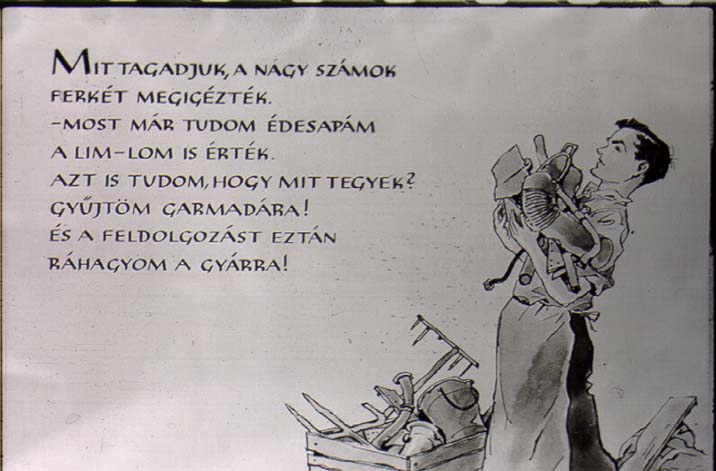 MIT TAGADJUK, A NAGY SZÁMOK
FERKÉT MEGIGÉZTÉK.
-MOST MÁR TUDOM ÉDESAPÁM
A LIM-LOM IS ÉRTÉK.
AZT IS TUDOM, HOGY MIT TEGYEK?
GYŰJTÖM GARMADÁRA!
ÉS A FELDOLGOZÁST EZTÁN
RÁHAGYOM A GYÁRRA!